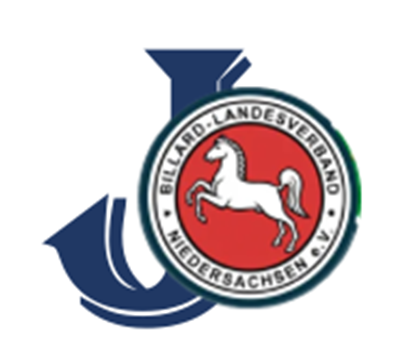 BILLARD-LANDESVERBAND
* NIEDERSACHSEN e.V. *